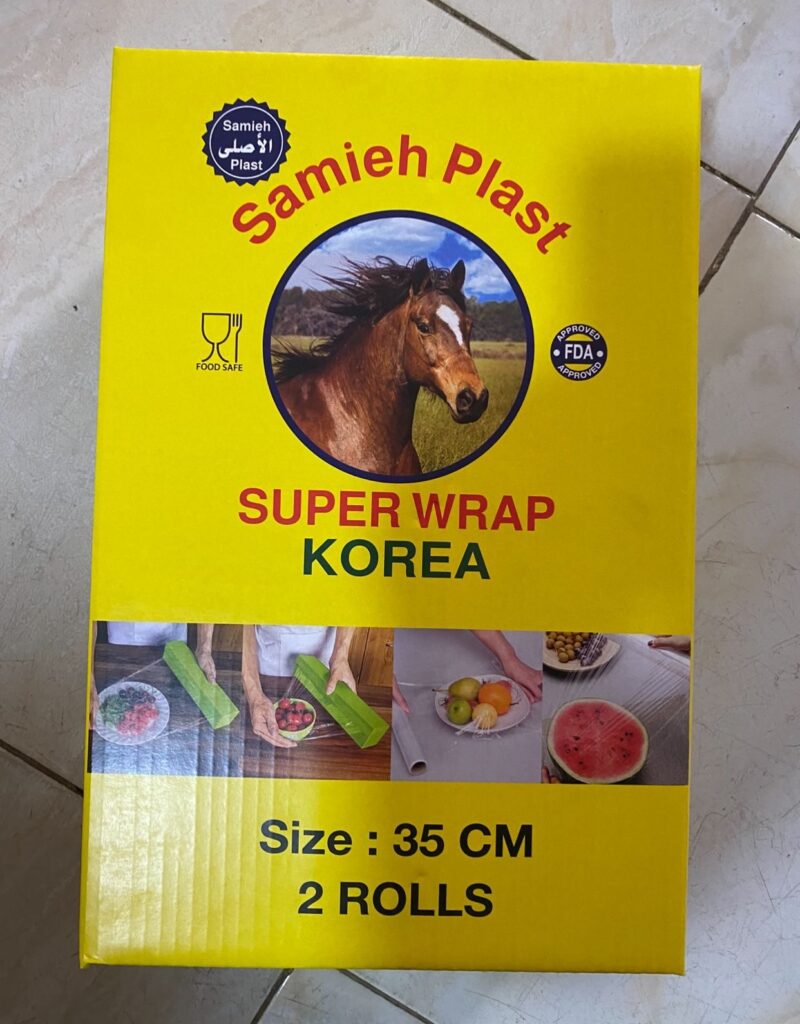 Samieh
الأصلي
Plast
Samieh Plast
FOOD SAFE
APPROVED
FDA
APPROVED
SUPER WRAP
KOREA
Size : 35 CM
2 ROLLS